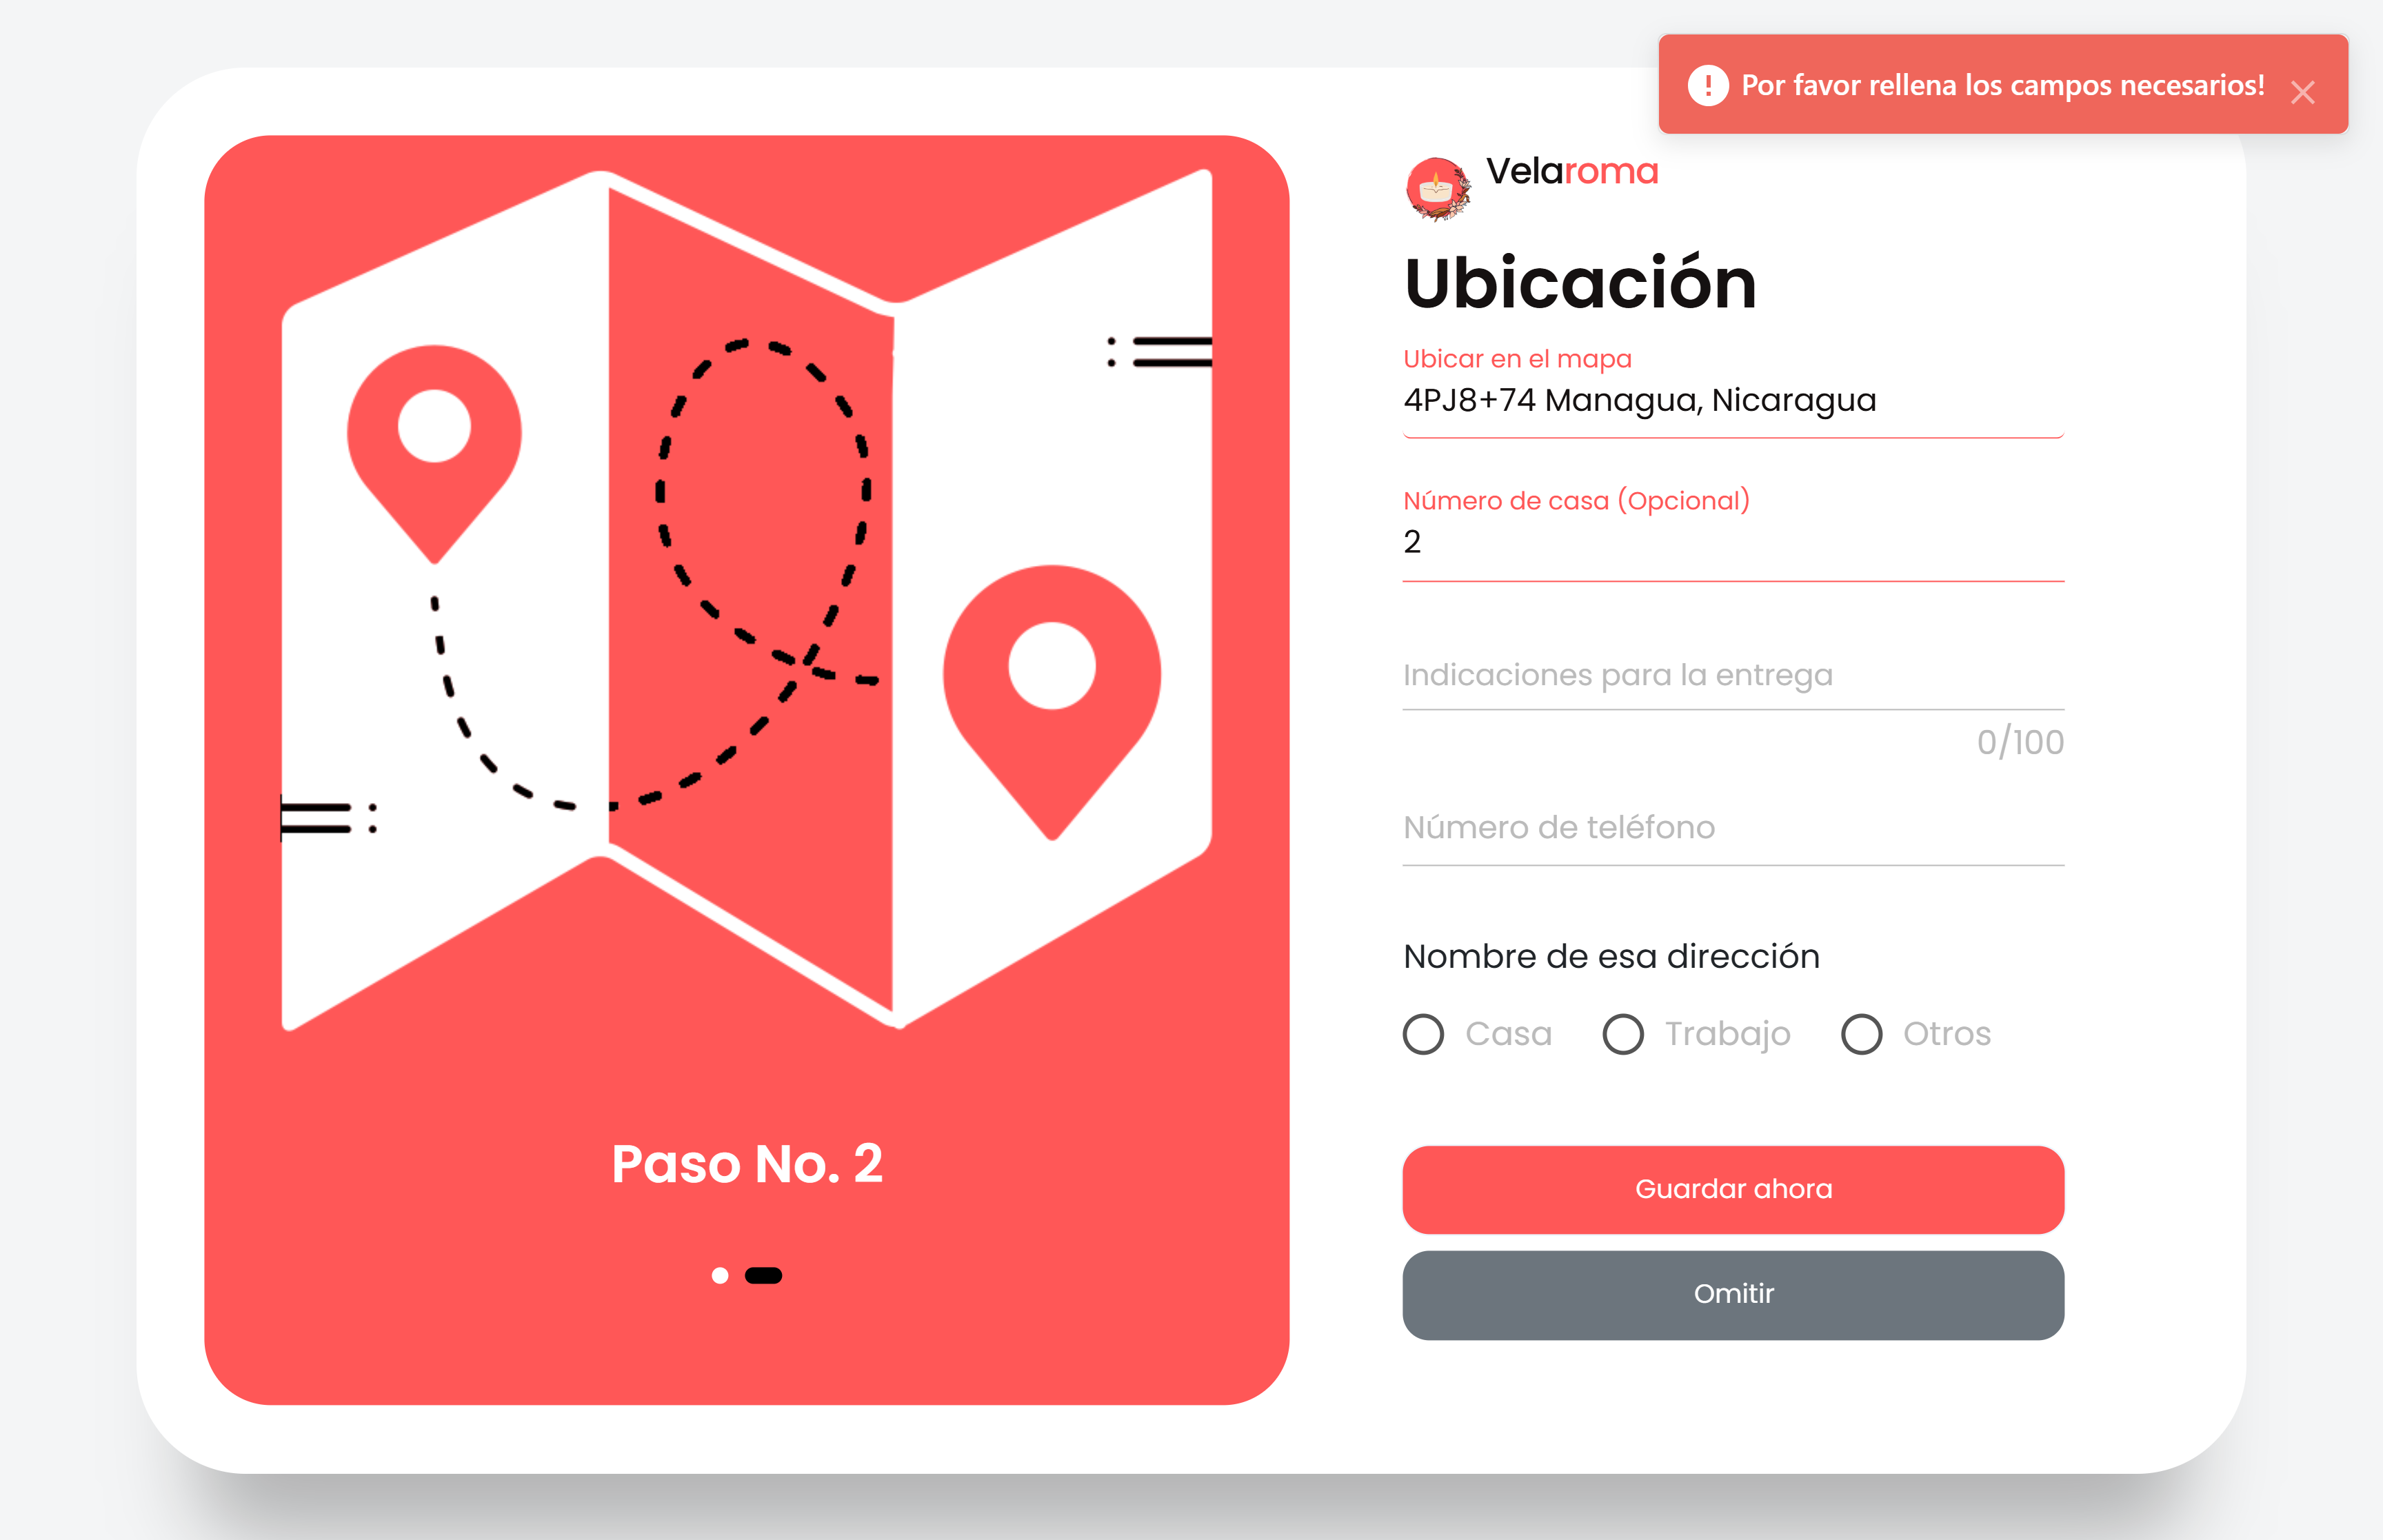 Por favor rellena los campos necesarios!
Velaroma
Ubicación
Ubicar en el mapa
4PJ8+74 Managua, Nicaragua
Número de casa (Opcional)
2
Indicaciones para la entrega
0/100
Número de teléfono
Nombre de esa dirección
Casa Trabajo Otros
Guardar ahora
Omitir
Paso No. 2